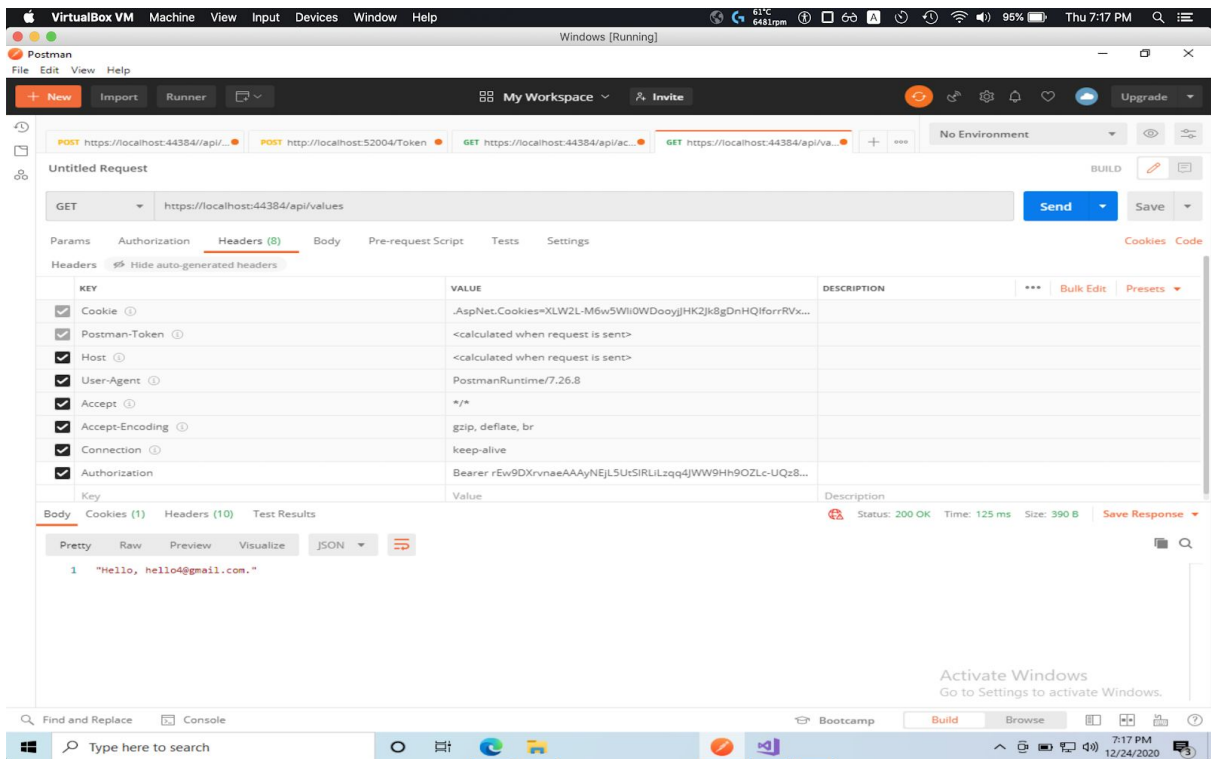 VirtualBox VM Machine View Input Devices Window Help 61°C 6481rpm A 95% Thu 7:17 PM
Windows [Running]
Postman
File Edit View Help
+ New Import Runner My Workspace Invite Upgrade
POST https://localhost:44384//api/... POST http://localhost:52004/Token GET https://localhost:44384/api/ac... GET https://localhost:44384/api/va... + ooo No Environment
Untitled Request BUILD
GET https://localhost:44384/api/values Send Save
Params Authorization Headers (8) Body Pre-request Script Tests Settings Cookies Code
Headers Hide auto-generated headers
KEY VALUE DESCRIPTION ••• Bulk Edit Presets
Cookie .AspNet.Cookies=XLW2L-M6w5WIi0WDooyjJHK2Jk8gDnHQIforrRVx...
Postman-Token <calculated when request is sent>
Host <calculated when request is sent>
User-Agent PostmanRuntime/7.26.8
Accept */*
Accept-Encoding gzip, deflate, br
Connection keep-alive
Authorization Bearer rEw9DXrvnaeAAAyNEjL5UtSIRLiLzqq4JWW9Hh9OZLc-UQz8...
Key Value Description
Body Cookies (1) Headers (10) Test Results Status: 200 OK Time: 125 ms Size: 390 B Save Response
Pretty Raw Preview Visualize JSON
1 "Hello, hello4@gmail.com."
Activate Windows
Go to Settings to activate Windows.
Find and Replace Console Bootcamp Build Browse
Type here to search 7:17 PM
12/24/2020